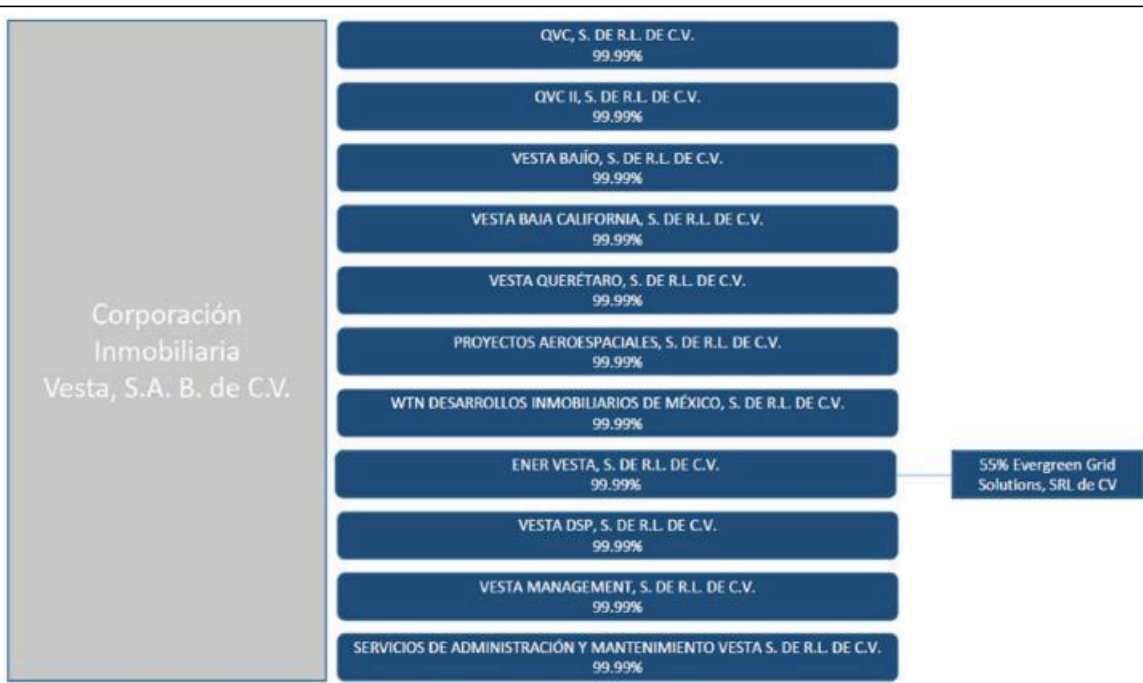 Corporación
Inmobiliaria
Vesta, S.A. B. de C.V.
QVC, S. DE R.L. DE C.V.
99.99%
QVC II, S. DE R.L. DE C.V.
99.99%
VESTA BAJÍO, S. DE R.L. DE C.V.
99.99%
VESTA BAJA CALIFORNIA, S. DE R.L. DE C.V.
99.99%
VESTA QUERÉTARO, S. DE R.L. DE C.V.
99.99%
PROYECTOS AEROESPACIALES, S. DE R.L. DE C.V.
99.99%
WTN DESARROLLOS INMOBILIARIOS DE MÉXICO, S. DE R.L. DE C.V.
99.99%
ENER VESTA, S. DE R.L. DE C.V.
99.99%
55% Evergreen Grid
Solutions, SRL de CV
VESTA DSP, S. DE R.L. DE C.V.
99.99%
VESTA MANAGEMENT, S. DE R.L. DE C.V.
99.99%
SERVICIOS DE ADMINISTRACIÓN Y MANTENIMIENTO VESTA S. DE R.L. DE C.V.
99.99%